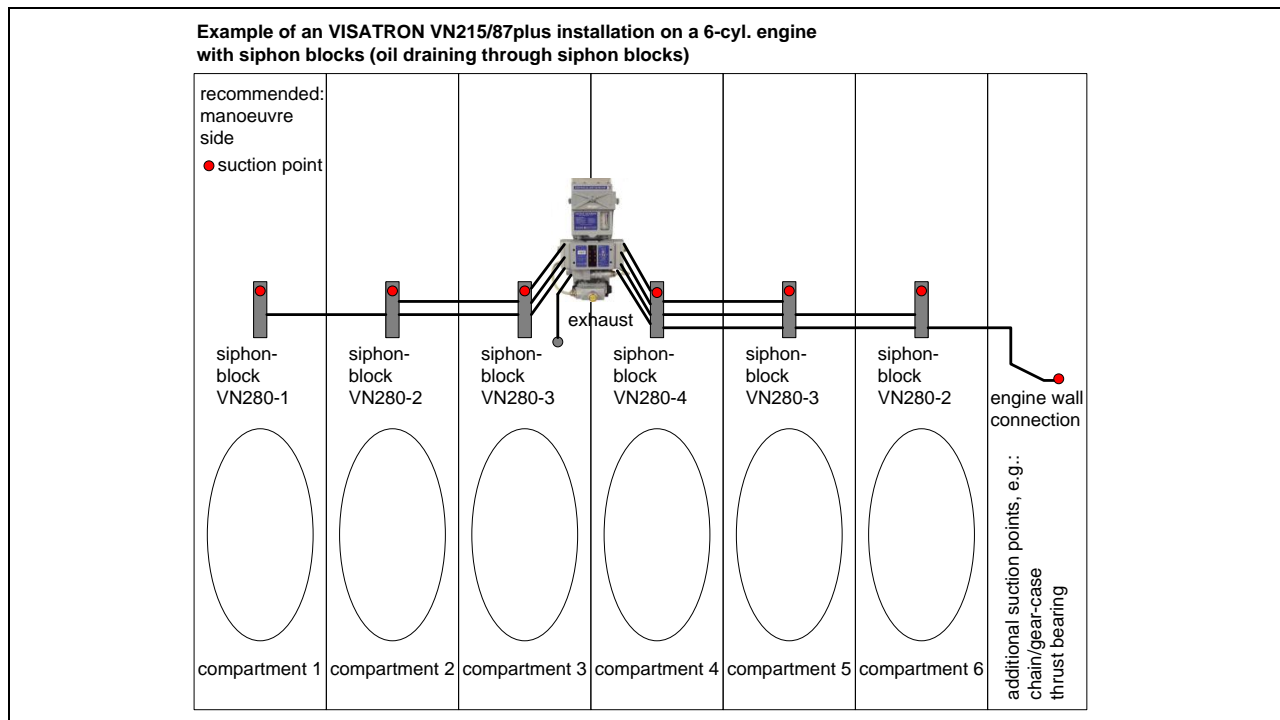 Example of an VISATRON VN215/87plus installation on a 6-cyl. engine
with siphon blocks (oil draining through siphon blocks)
recommended:
manoeuvre
side
suction point
exhaust
siphon-
block
VN280-1
siphon-
block
VN280-2
siphon-
block
VN280-3
siphon-
block
VN280-4
siphon-
block
VN280-3
siphon-
block
VN280-2
engine wall
connection
compartment 1
compartment 2
compartment 3
compartment 4
compartment 5
compartment 6
additional suction points, e.g.:
chain/gear-case
thrust bearing